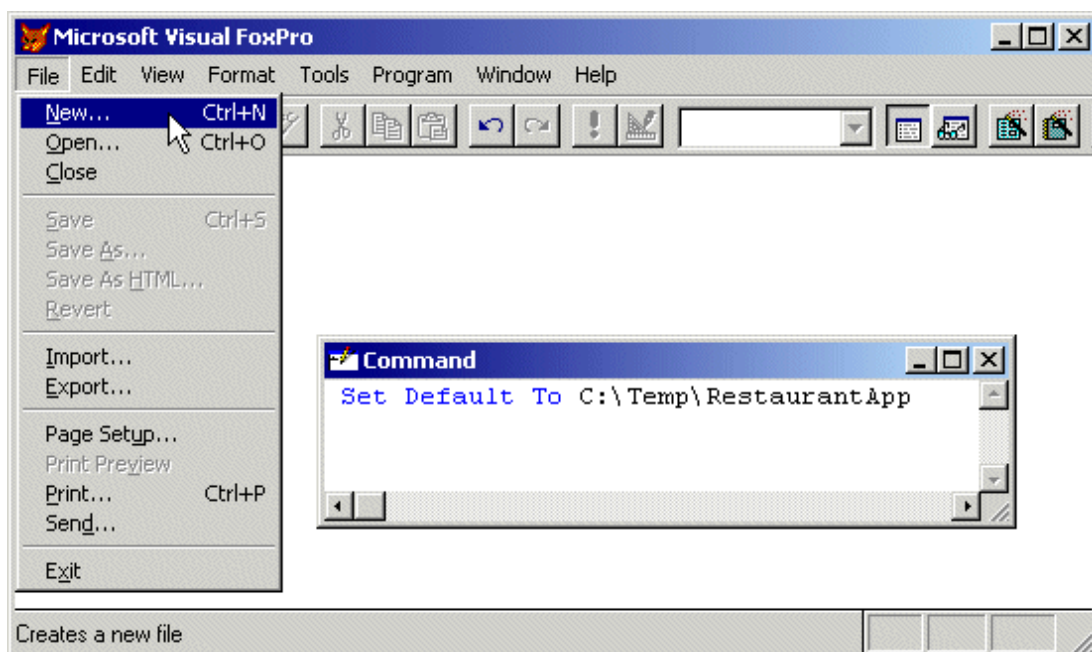 Microsoft Visual FoxPro
File Edit View Format Tools Program Window Help
New... Ctrl+N
Open... Ctrl+O
Close
Save Ctrl+S
Save As...
Save As HTML...
Revert
Import...
Export...
Page Setup...
Print Preview
Print... Ctrl+P
Send...
Exit
Command
Set Default To C:\Temp\RestaurantApp
Creates a new file